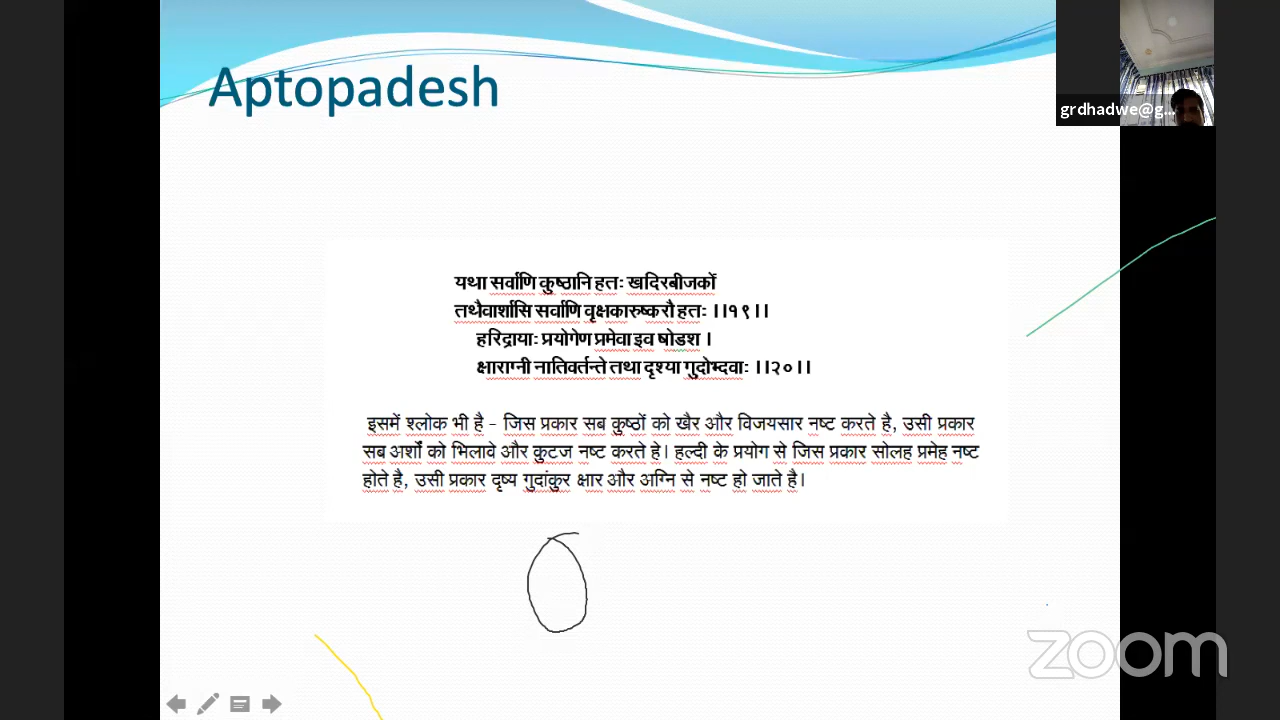 Aptopadesh
grdhadwe@g...
यथा सर्वाणि कुष्ठानि हतः खदिरबीजकों
तथैवार्शासि सर्वाणि वृक्षकारुष्करौ हतः ।।१९।।
हरिद्रायाः प्रयोगेण प्रमेवा इव षोडश ।
क्षाराग्नी नातिवर्तन्ते तथा दृश्या गुदोभ्दवाः ।।२०।।
इसमें श्लोक भी है - जिस प्रकार सब कुष्ठों को खैर और विजयसार नष्ट करते है, उसी प्रकार
सब अर्शों को भिलावे और कुटज नष्ट करते हे। हल्दी के प्रयोग से जिस प्रकार सोलह प्रमेह नष्ट
होते है, उसी प्रकार दृष्य गुदांकुर क्षार और अग्नि से नष्ट हो जाते है।
zoom